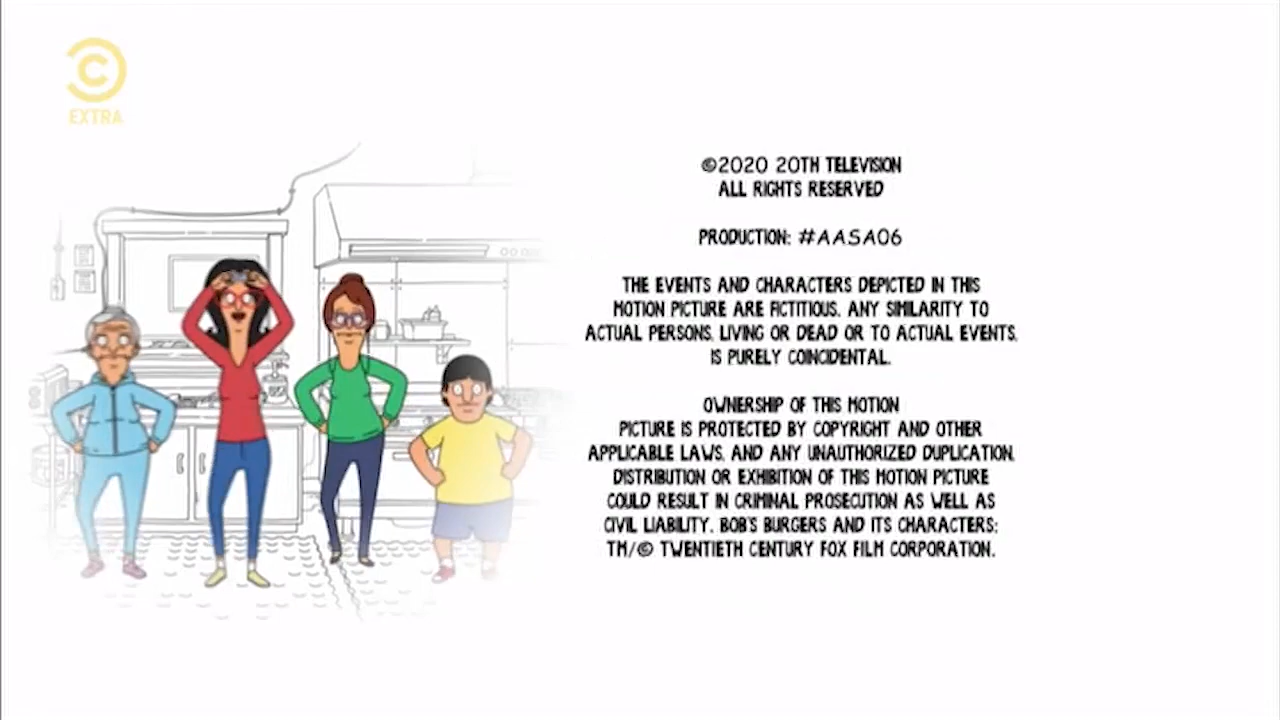 C
EXTRA
©2020 20TH TELEVISION
ALL RIGHTS RESERVED
PRODUCTION: #AASA06
THE EVENTS AND CHARACTERS DEPICTED IN THIS
MOTION PICTURE ARE FICTITIOUS. ANY SIMILARITY TO
ACTUAL PERSONS, LIVING OR DEAD OR TO ACTUAL EVENTS,
IS PURELY COINCIDENTAL.
OWNERSHIP OF THIS MOTION
PICTURE IS PROTECTED BY COPYRIGHT AND OTHER
APPLICABLE LAWS, AND ANY UNAUTHORIZED DUPLICATION,
DISTRIBUTION OR EXHIBITION OF THIS MOTION PICTURE
COULD RESULT IN CRIMINAL PROSECUTION AS WELL AS
CIVIL LIABILITY. BOB'S BURGERS AND ITS CHARACTERS:
TM/© TWENTIETH CENTURY FOX FILM CORPORATION.